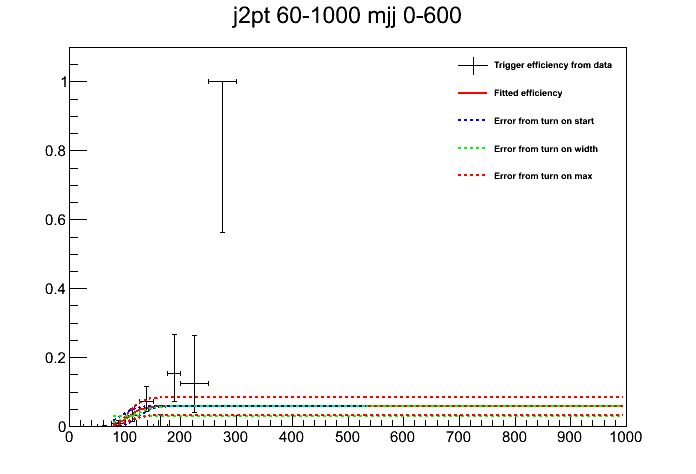 j2pt 60-1000 mjj 0-600
Trigger efficiency from data
Fitted efficiency
Error from turn on start
Error from turn on width
Error from turn on max
1
0.8
0.6
0.4
0.2
0
0 100 200 300 400 500 600 700 800 900 1000